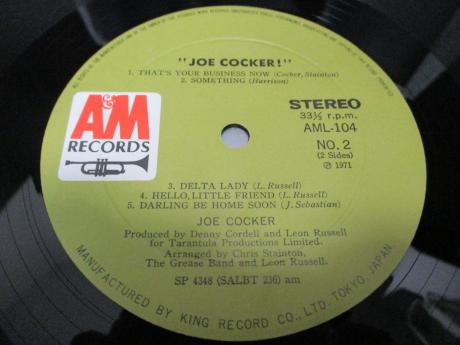 "JOE COCKER!"
1. THAT'S YOUR BUSINESS NOW (Cocker, Stainton)
2. SOMETHING (Harrison)
A&M
RECORDS
STEREO
33⅓ r.p.m.
AML-104
NO. 2
(2 Sides)
Ⓟ 1971
3. DELTA LADY (L. Russell)
4. HELLO, LITTLE FRIEND (L. Russell)
5. DARLING BE HOME SOON (J. Sebastian)
JOE COCKER
Produced by Denny Cordell and Leon Russell
for Tarantula Productions Limited.
Arranged by Chris Stainton,
The Grease Band and Leon Russell.
SP 4348 (SALBT 236) am
MANUFACTURED BY KING RECORD CO., LTD. TOKYO, JAPAN